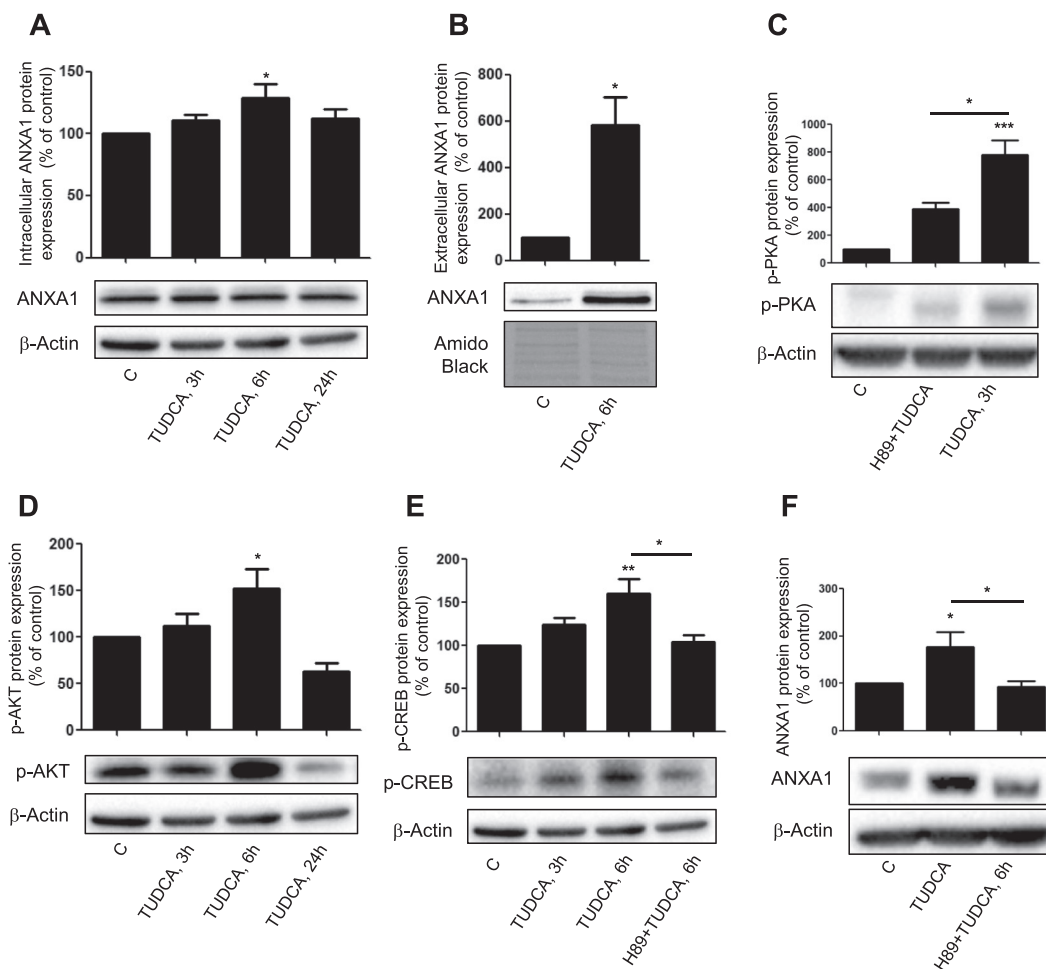 A
Intracellular ANXA1 protein
expression (% of control)
150
100
50
0
*
ANXA1
β-Actin
C
TUDCA, 3h
TUDCA, 6h
TUDCA, 24h
B
Extracellular ANXA1 protein
expression (% of control)
800
600
400
200
0
*
ANXA1
Amido
Black
C
TUDCA, 6h
C
p-PKA protein expression
(% of control)
1000
800
600
400
200
0
*
***
p-PKA
β-Actin
C
H89+TUDCA
TUDCA, 3h
D
p-AKT protein expression
(% of control)
200
150
100
50
0
*
p-AKT
β-Actin
C
TUDCA, 3h
TUDCA, 6h
TUDCA, 24h
E
p-CREB protein expression
(% of control)
200
150
100
50
0
**
*
p-CREB
β-Actin
C
TUDCA, 3h
TUDCA, 6h
H89+TUDCA, 6h
F
ANXA1 protein expression
(% of control)
300
200
100
0
*
*
ANXA1
β-Actin
C
TUDCA
H89+TUDCA, 6h